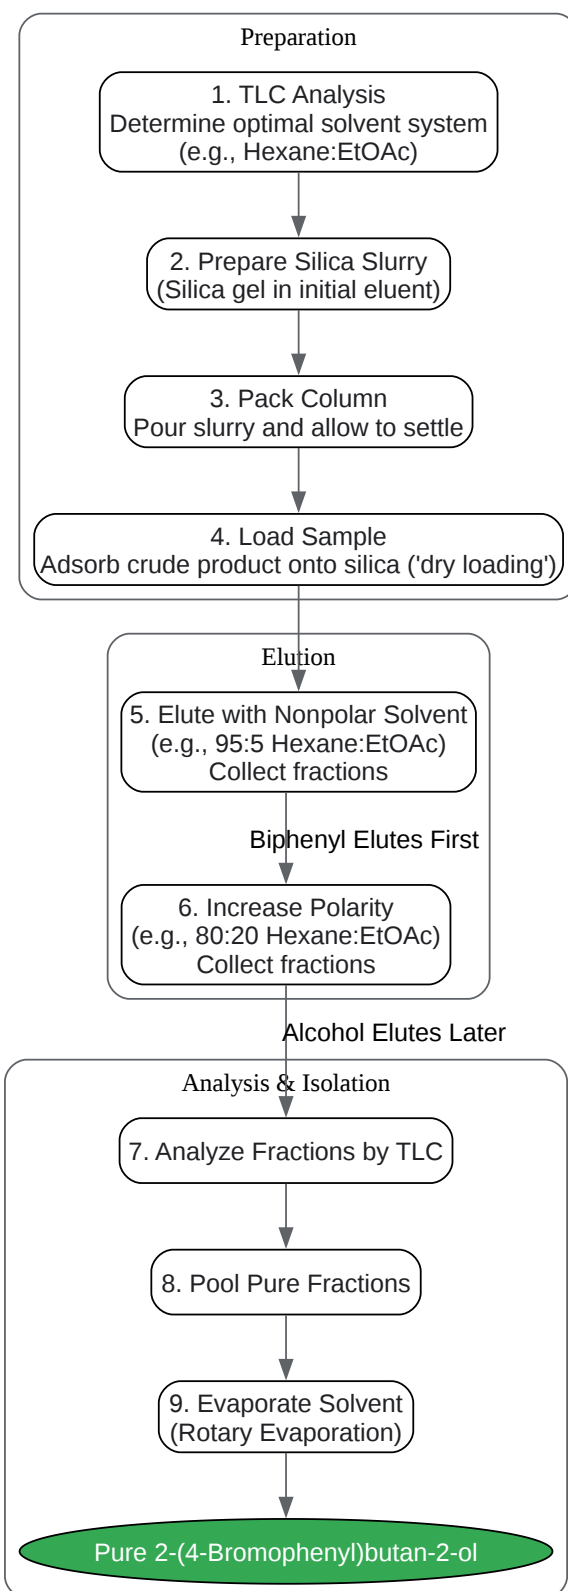 Preparation
1. TLC Analysis
Determine optimal solvent system
(e.g., Hexane:EtOAc)
2. Prepare Silica Slurry
(Silica gel in initial eluent)
3. Pack Column
Pour slurry and allow to settle
4. Load Sample
Adsorb crude product onto silica ('dry loading')
Elution
5. Elute with Nonpolar Solvent
(e.g., 95:5 Hexane:EtOAc)
Collect fractions
Biphenyl Elutes First
6. Increase Polarity
(e.g., 80:20 Hexane:EtOAc)
Collect fractions
Alcohol Elutes Later
Analysis & Isolation
7. Analyze Fractions by TLC
8. Pool Pure Fractions
9. Evaporate Solvent
(Rotary Evaporation)
Pure 2-(4-Bromophenyl)butan-2-ol